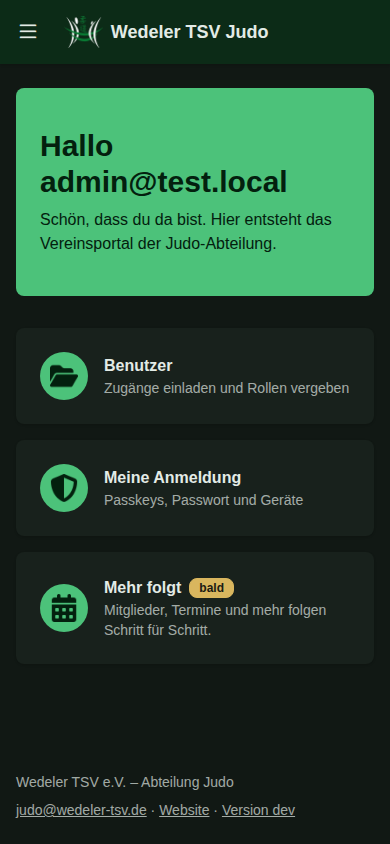 Wedeler TSV Judo
Hallo
admin@test.local
Schön, dass du da bist. Hier entsteht das
Vereinsportal der Judo-Abteilung.
Benutzer
Zugänge einladen und Rollen vergeben
Meine Anmeldung
Passkeys, Passwort und Geräte
Mehr folgt bald
Mitglieder, Termine und mehr folgen
Schritt für Schritt.
Wedeler TSV e.V. – Abteilung Judo
judo@wedeler-tsv.de · Website · Version dev